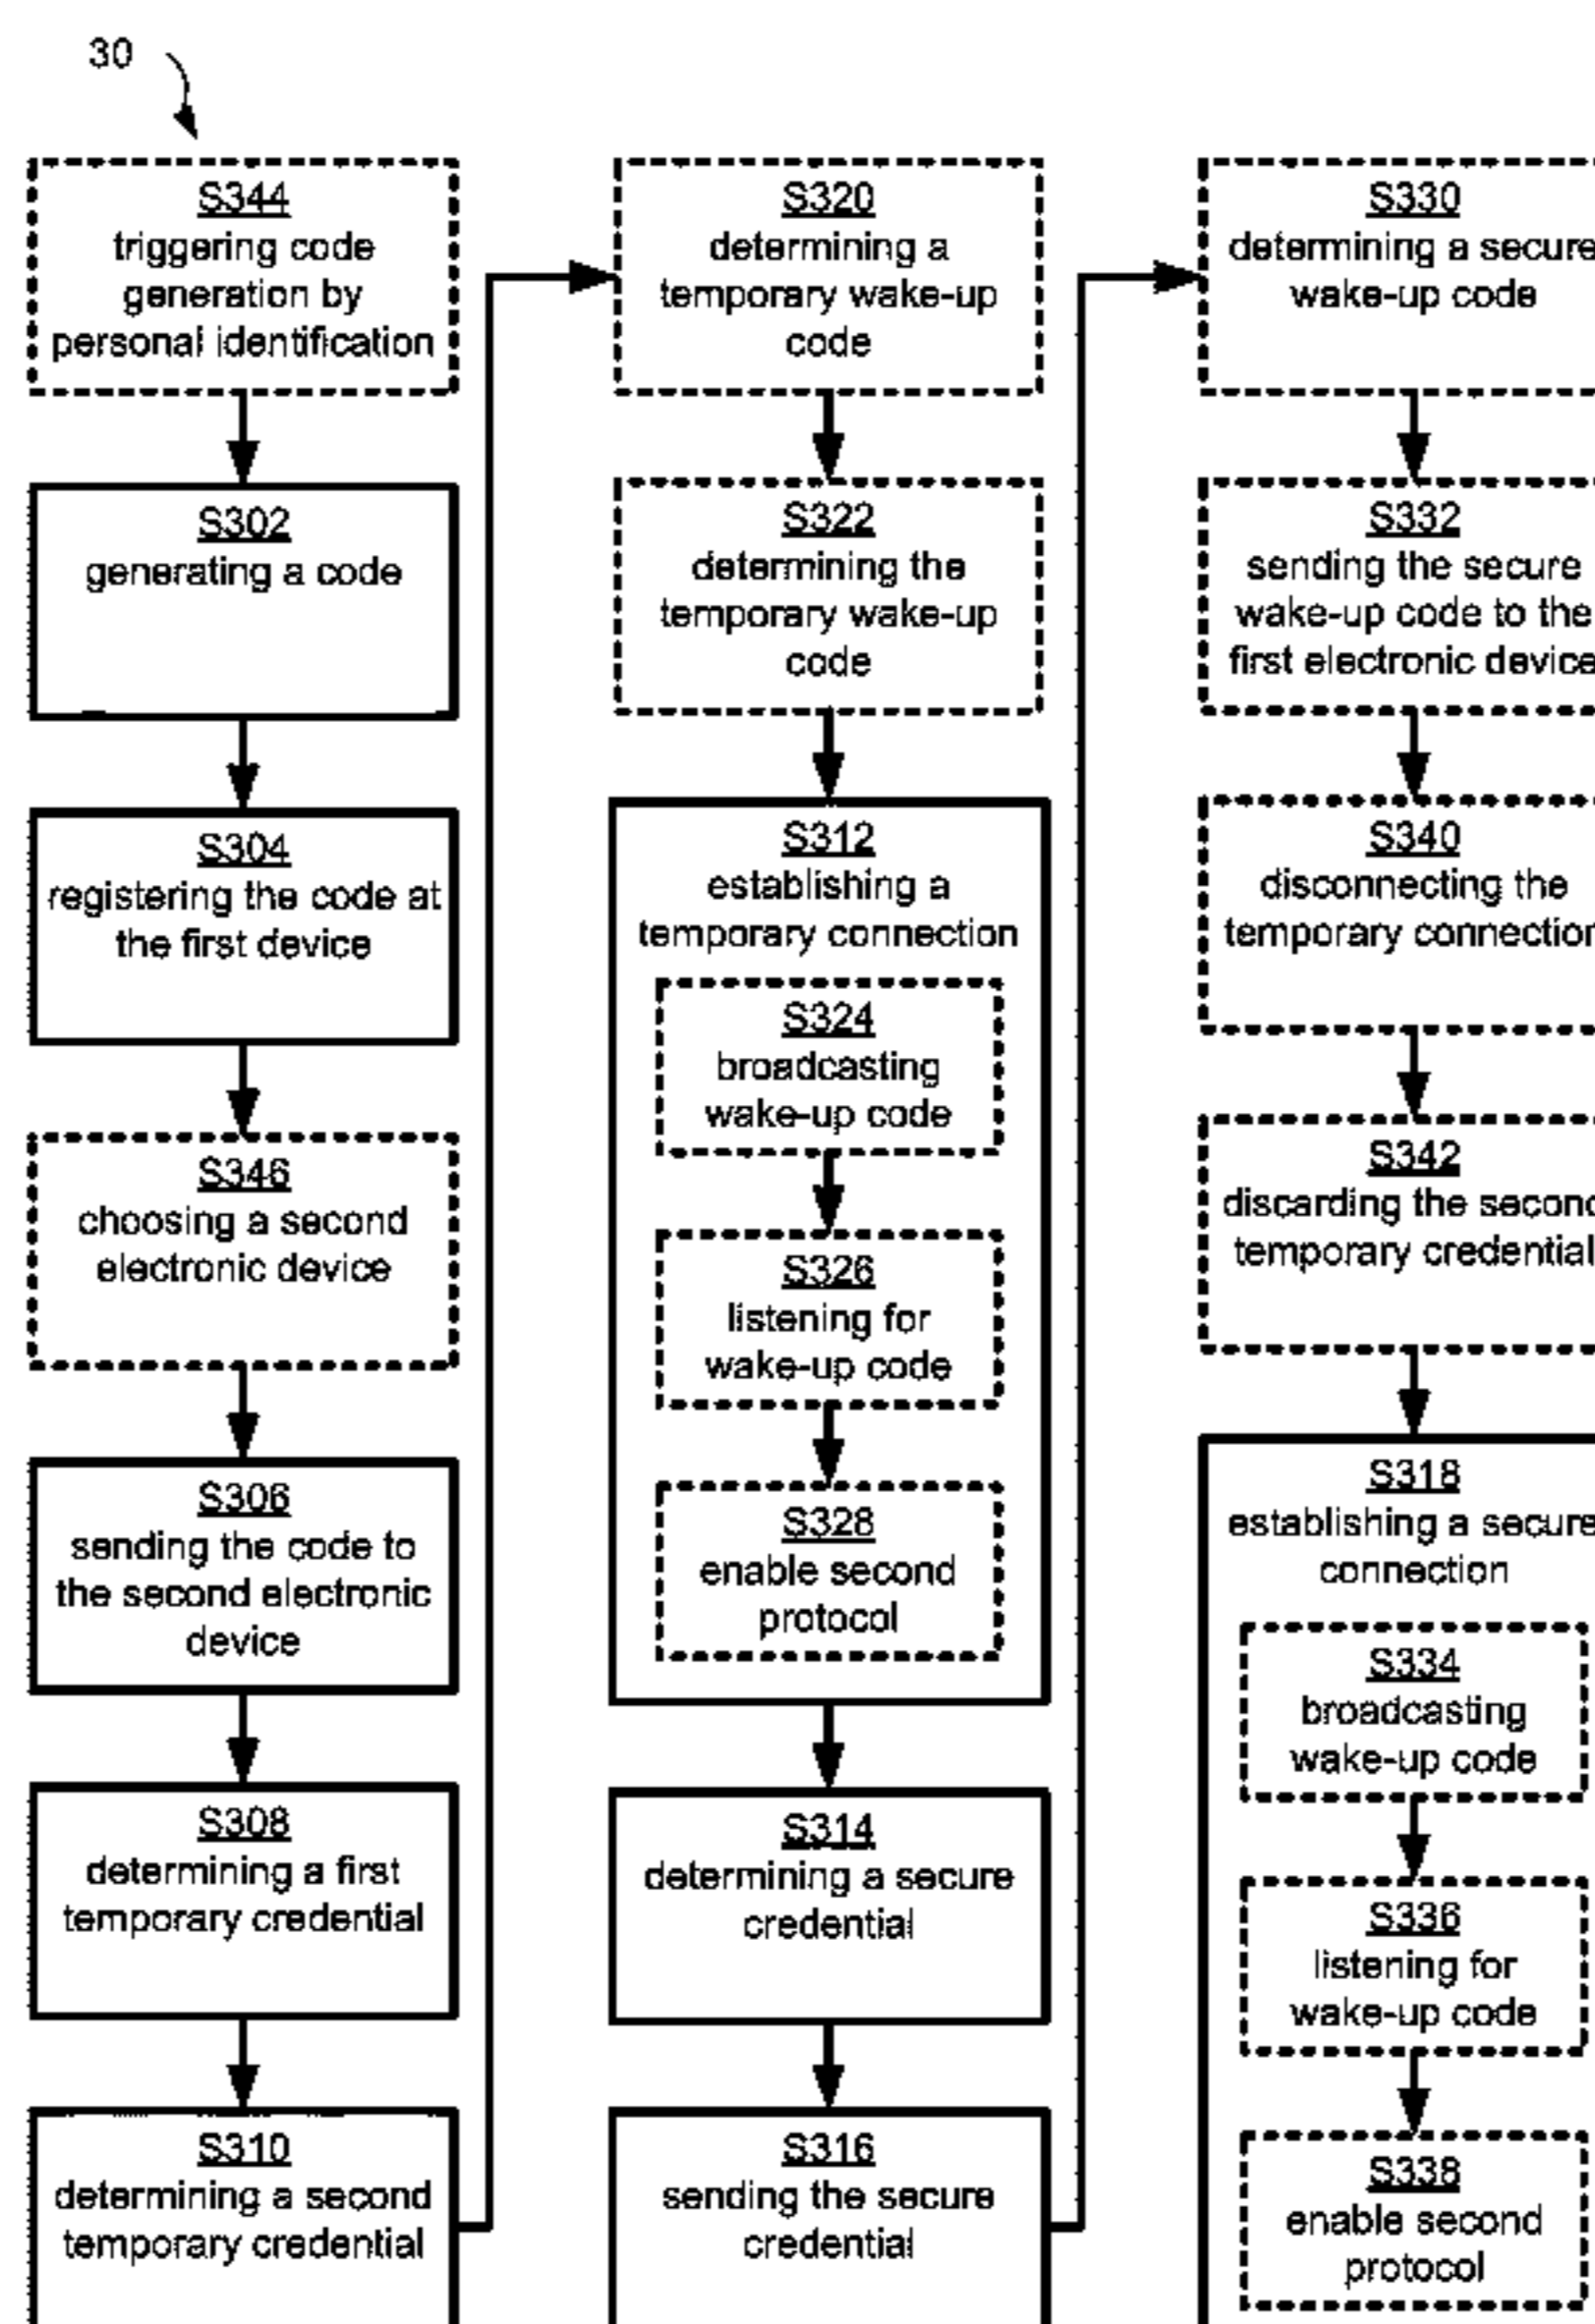 30
S344
triggering code
generation by
personal identification
S302
generating a code
S304
registering the code at
the first device
S346
choosing a second
electronic device
S306
sending the code to
the second electronic
device
S308
determining a first
temporary credential
S310
determining a second
temporary credential
S320
determining a
temporary wake-up
code
S322
determining the
temporary wake-up
code
S312
establishing a
temporary connection
S324
broadcasting
wake-up code
S326
listening for
wake-up code
S328
enable second
protocol
S314
determining a secure
credential
S316
sending the secure
credential
S330
determining a secure
wake-up code
S332
sending the secure
wake-up code to the
first electronic device
S340
disconnecting the
temporary connection
S342
discarding the second
temporary credential
S318
establishing a secure
connection
S334
broadcasting
wake-up code
S336
listening for
wake-up code
S338
enable second
protocol